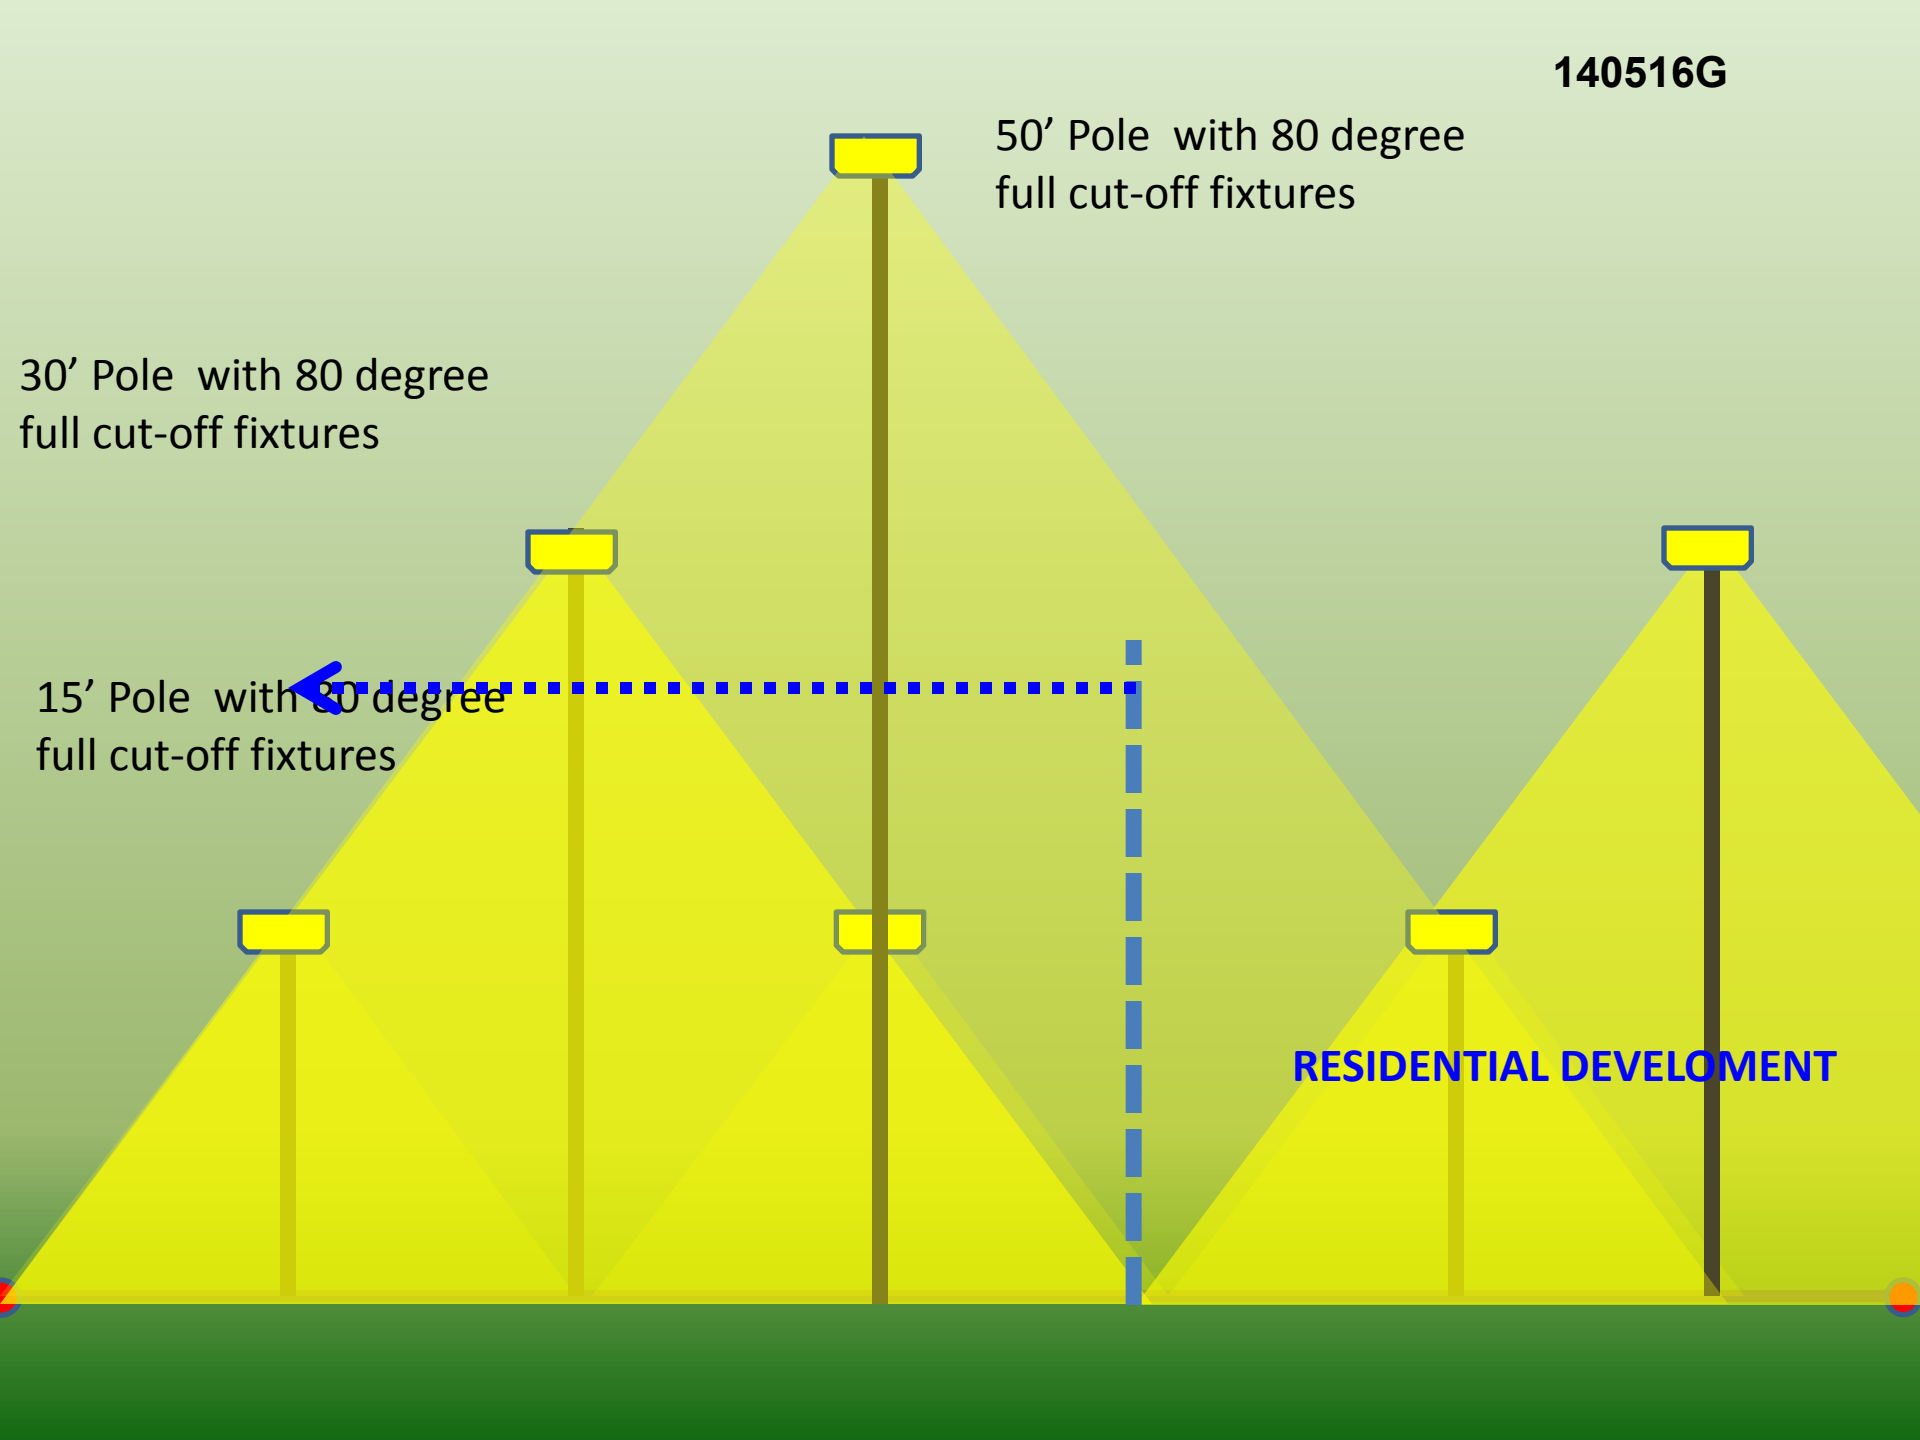 140516G
50’ Pole  with 80 degree
full cut-off fixtures
30’ Pole  with 80 degree
full cut-off fixtures
15’ Pole  with 80 degree
full cut-off fixtures
RESIDENTIAL DEVELOMENT